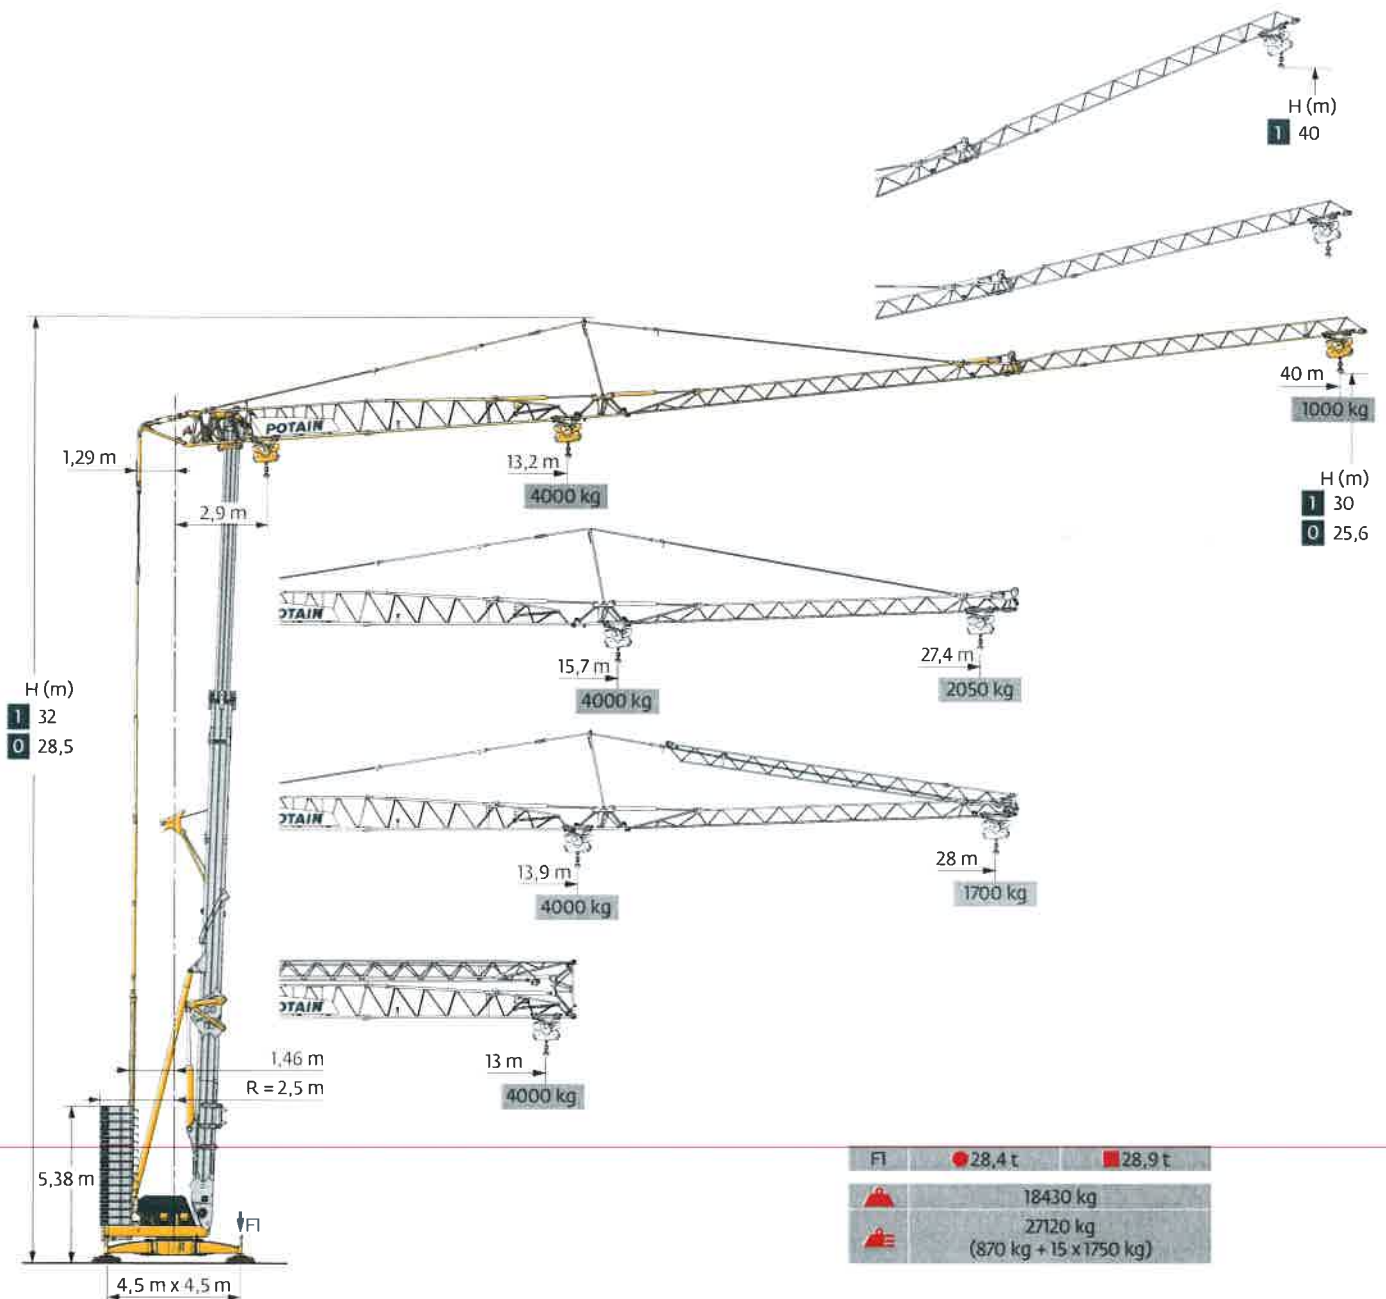 H (m)
1 40
40 m
1000 kg
H (m)
1 30
0 25,6
POTAIN
1,29 m
2,9 m
13,2 m
4000 kg
OTAIN
15,7 m
4000 kg
27,4 m
2050 kg
H (m)
1 32
0 28,5
OTAIN
13,9 m
4000 kg
28 m
1700 kg
OTAIN
13 m
4000 kg
1,46 m
R = 2,5 m
5,38 m
F1
4,5 m x 4,5 m
F1 28,4 t 28,9 t
18430 kg
27120 kg
(870 kg + 15 x 1750 kg)